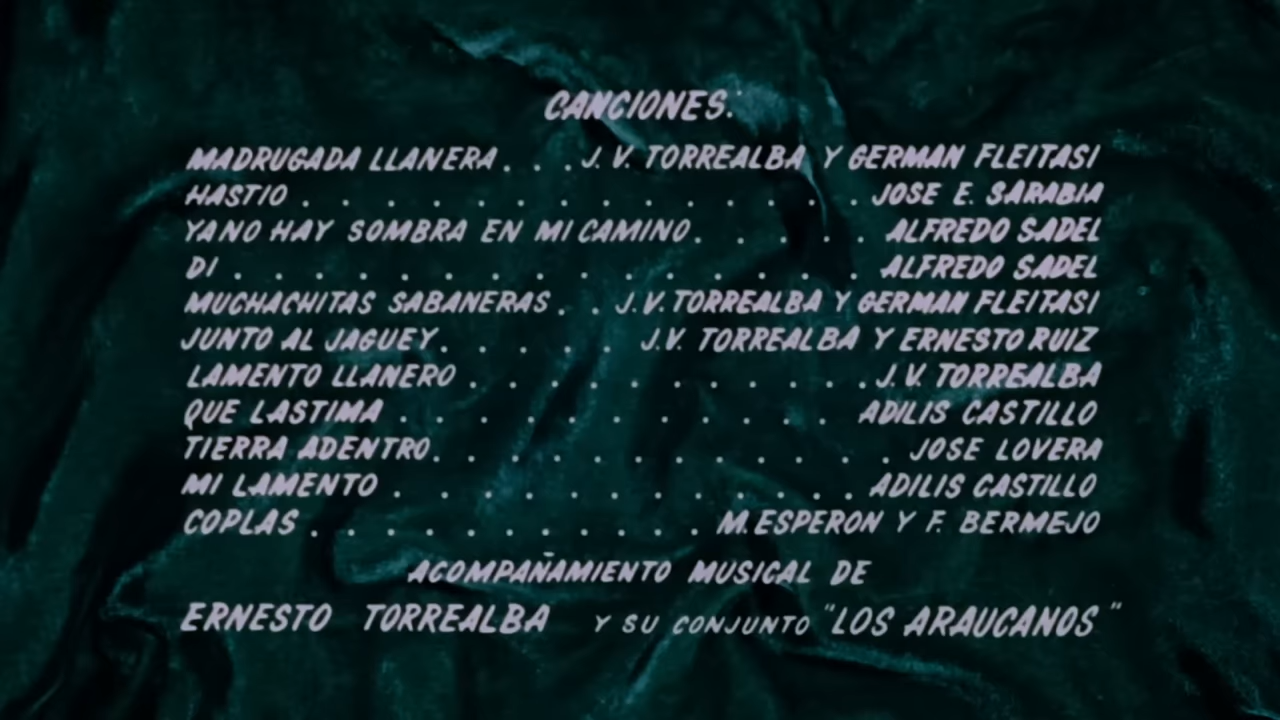 CANCIONES.
MADRUGADA LLANERA . . . J. V. TORREALBA Y GERMAN FLEITASI
HASTIO . . . . . . . . . . . . . . . JOSE E. SARABIA
YA NO HAY SOMBRA EN MI CAMINO . . . . . ALFREDO SADEL
DI . . . . . . . . . . . . . . . . ALFREDO SADEL
MUCHACHITAS SABANERAS . . J. V. TORREALBA Y GERMAN FLEITASI
JUNTO AL JAGUEY . . . . . J. V. TORREALBA Y ERNESTO RUIZ
LAMENTO LLANERO . . . . . . . . . . . J. V. TORREALBA
QUE LASTIMA . . . . . . . . . . . ADILIS CASTILLO
TIERRA ADENTRO . . . . . . . . . . . . JOSE LOVERA
MI LAMENTO . . . . . . . . . . . ADILIS CASTILLO
COPLAS . . . . . . . . . . . M. ESPERON Y F. BERMEJO
ACOMPAÑAMIENTO MUSICAL DE
ERNESTO TORREALBA Y SU CONJUNTO "LOS ARAUCANOS"